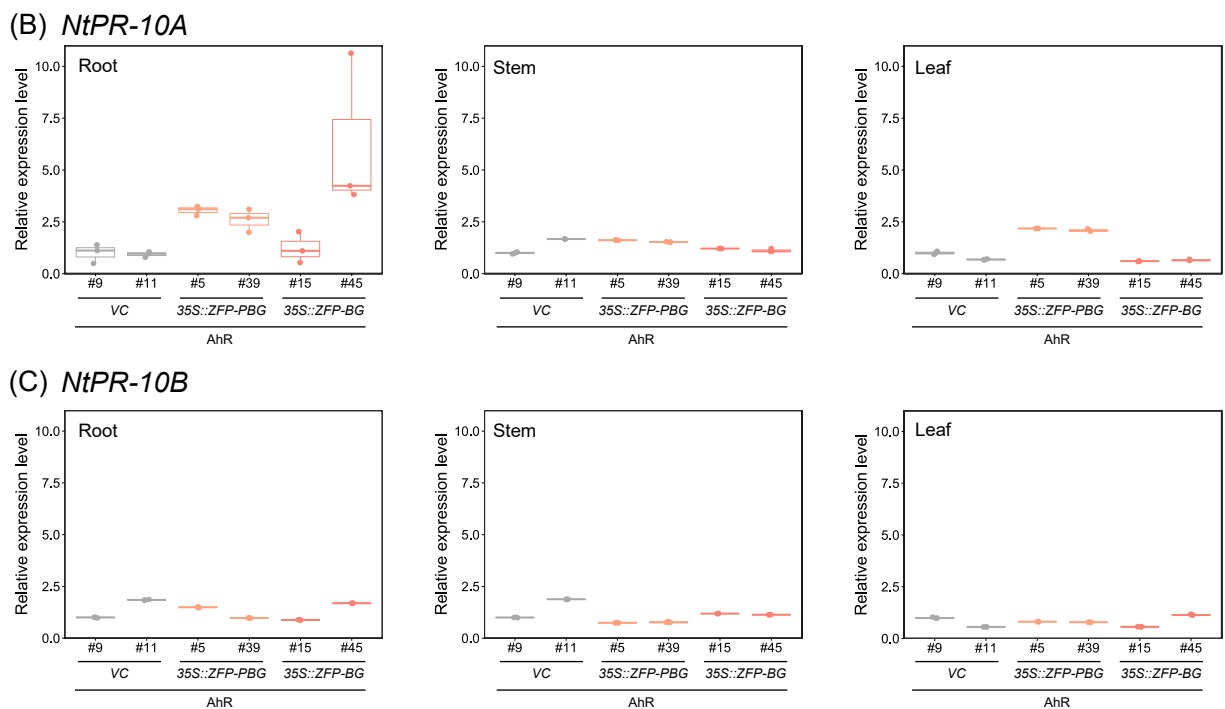 (B) NtPR-10A
Root
Relative expression level
10.0
7.5
5.0
2.5
0.0
#9 #11 #5 #39 #15 #45
VC 35S::ZFP-PBG 35S::ZFP-BG
AhR
Stem
Relative expression level
10.0
7.5
5.0
2.5
0.0
#9 #11 #5 #39 #15 #45
VC 35S::ZFP-PBG 35S::ZFP-BG
AhR
Leaf
Relative expression level
10.0
7.5
5.0
2.5
0.0
#9 #11 #5 #39 #15 #45
VC 35S::ZFP-PBG 35S::ZFP-BG
AhR
(C) NtPR-10B
Root
Relative expression level
10.0
7.5
5.0
2.5
0.0
#9 #11 #5 #39 #15 #45
VC 35S::ZFP-PBG 35S::ZFP-BG
AhR
Stem
Relative expression level
10.0
7.5
5.0
2.5
0.0
#9 #11 #5 #39 #15 #45
VC 35S::ZFP-PBG 35S::ZFP-BG
AhR
Leaf
Relative expression level
10.0
7.5
5.0
2.5
0.0
#9 #11 #5 #39 #15 #45
VC 35S::ZFP-PBG 35S::ZFP-BG
AhR